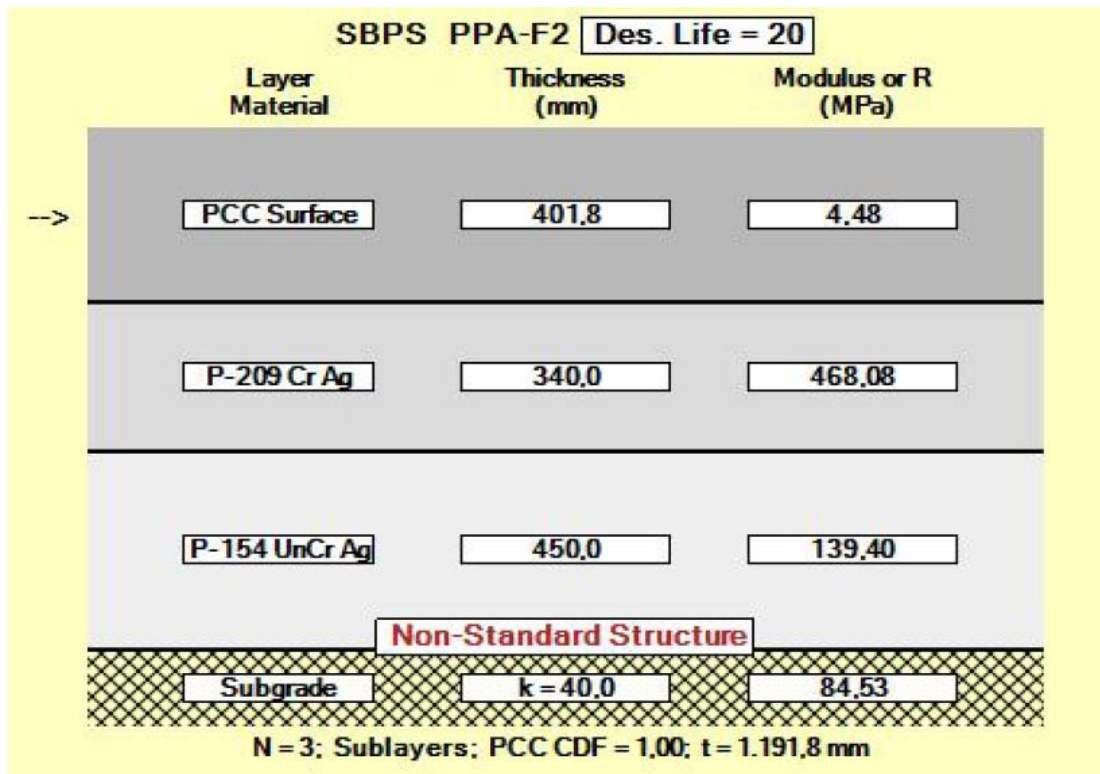 SBPS PPA-F2 Des. Life = 20
Layer Material Thickness (mm) Modulus or R (MPa)
--> PCC Surface 401,8 4,48
P-209 Cr Ag 340,0 468,08
P-154 UnCr Ag 450,0 139,40
Non-Standard Structure
Subgrade k = 40,0 84,53
N = 3; Sublayers; PCC CDF = 1,00; t = 1.191,8 mm